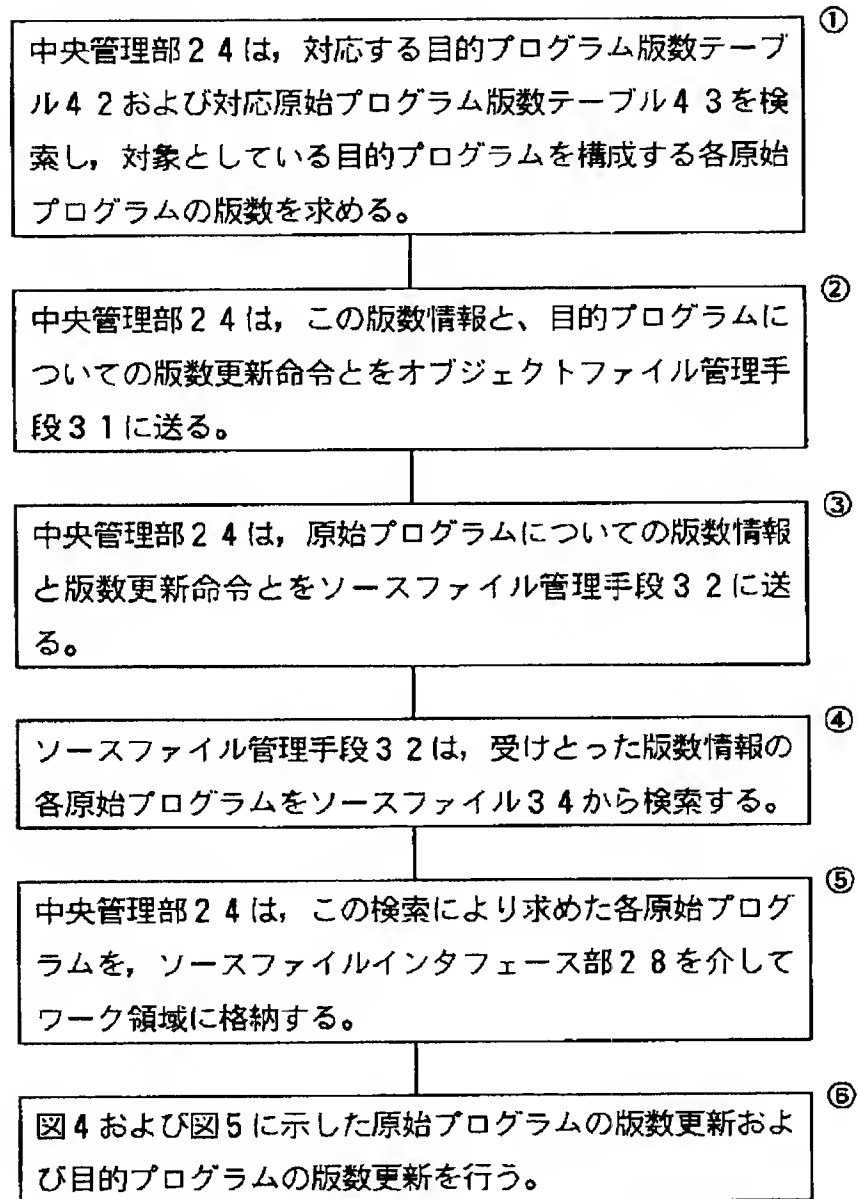 ①
中央管理部２４は，対応する目的プログラム版数テーブ
ル４２および対応原始プログラム版数テーブル４３を検
索し，対象としている目的プログラムを構成する各原始
プログラムの版数を求める。
②
中央管理部２４は，この版数情報と、目的プログラムに
ついての版数更新命令とをオブジェクトファイル管理手
段３１に送る。
③
中央管理部２４は，原始プログラムについての版数情報
と版数更新命令とをソースファイル管理手段３２に送
る。
④
ソースファイル管理手段３２は，受けとった版数情報の
各原始プログラムをソースファイル３４から検索する。
⑤
中央管理部２４は，この検索により求めた各原始プログ
ラムを，ソースファイルインタフェース部２８を介して
ワーク領域に格納する。
⑥
図４および図５に示した原始プログラムの版数更新およ
び目的プログラムの版数更新を行う。